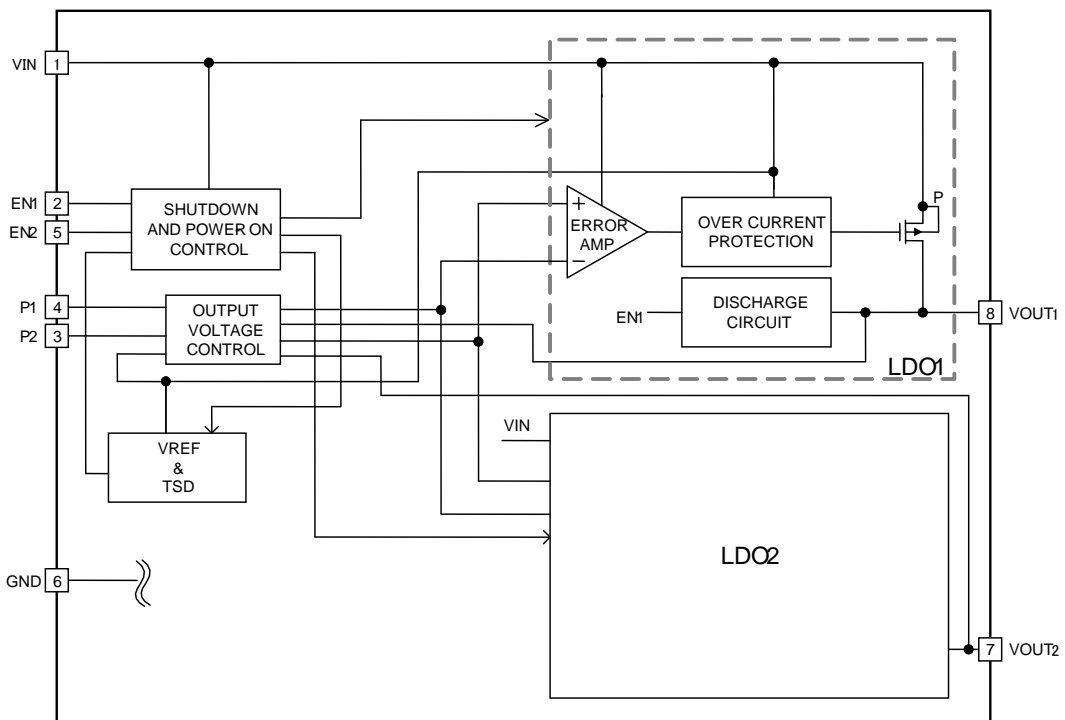 VIN 1
EN1 2
EN2 5
SHUTDOWN
AND POWER ON
CONTROL
P1 4
P2 3
OUTPUT
VOLTAGE
CONTROL
VREF
&
TSD
GND 6
+
ERROR
AMP
−
OVER CURRENT
PROTECTION
P
EN1
DISCHARGE
CIRCUIT
LDO1
8 VOUT1
VIN
LDO2
7 VOUT2